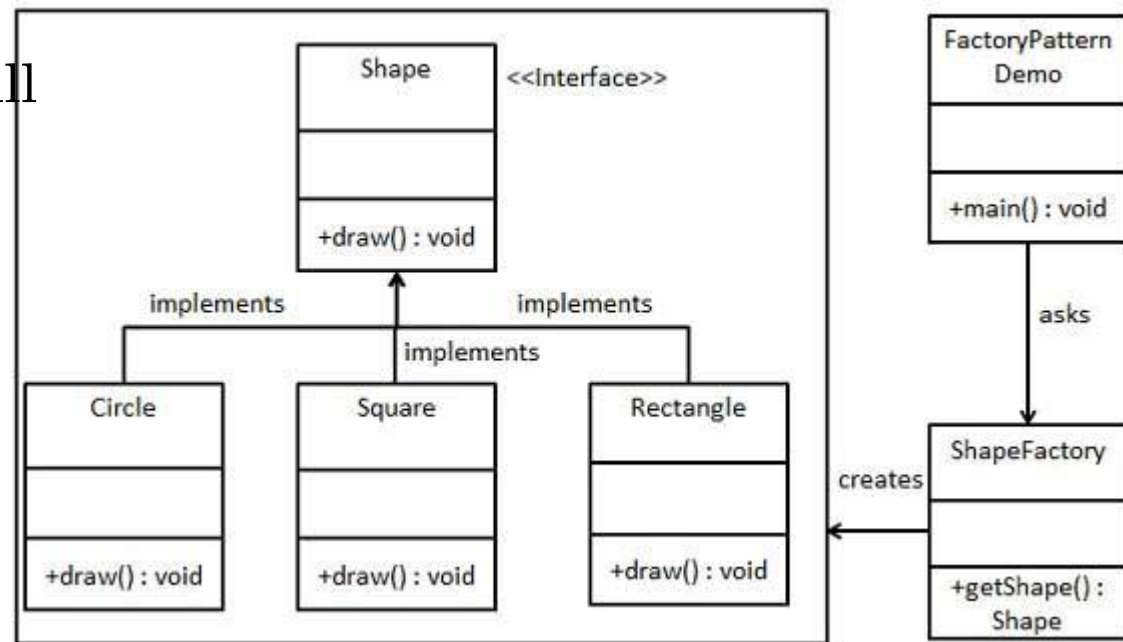 Shape
<<Interface>>
+draw() : void
FactoryPattern
Demo
+main() : void
implements
implements
implements
asks
Circle
+draw() : void
Square
+draw() : void
Rectangle
+draw() : void
creates
ShapeFactory
+getShape() :
Shape